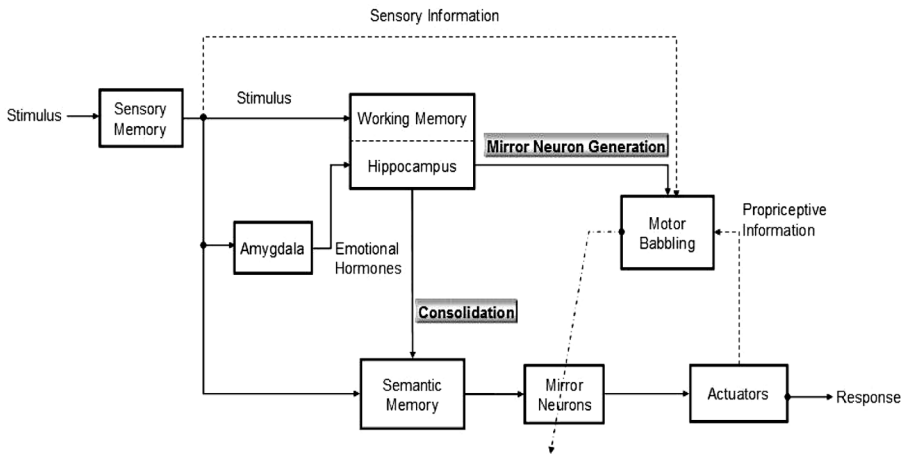 Sensory Information
Stimulus
Sensory
Memory
Stimulus
Working Memory
Hippocampus
Mirror Neuron Generation
Motor
Babbling
Propriceptive
Information
Amygdala
Emotional
Hormones
Consolidation
Semantic
Memory
Mirror
Neurons
Actuators
Response